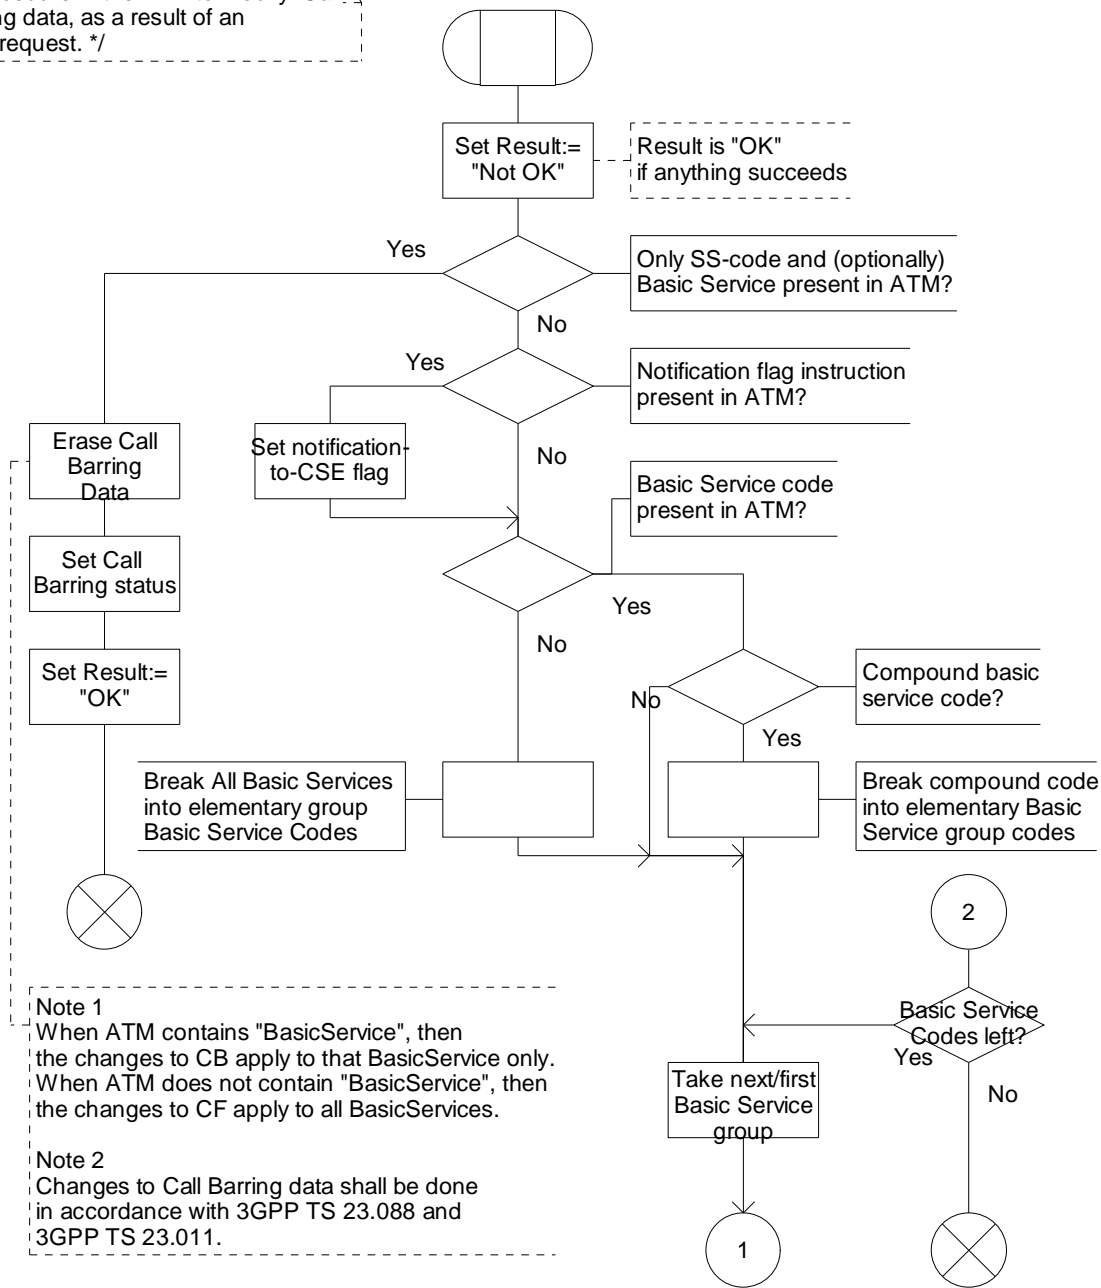 ng data, as a result of an
request. */
Set Result:=
"Not OK"
Result is "OK"
if anything succeeds
Yes
Only SS-code and (optionally)
Basic Service present in ATM?
No
Yes
Notification flag instruction
present in ATM?
Erase Call
Barring
Data
Set notification-
to-CSE flag
No
Basic Service code
present in ATM?
Set Call
Barring status
Yes
No
Set Result:=
"OK"
No
Compound basic
service code?
Yes
Break All Basic Services
into elementary group
Basic Service Codes
Break compound code
into elementary Basic
Service group codes
2
Note 1
When ATM contains "BasicService", then
the changes to CB apply to that BasicService only.
When ATM does not contain "BasicService", then
the changes to CF apply to all BasicServices.
Note 2
Changes to Call Barring data shall be done
in accordance with 3GPP TS 23.088 and
3GPP TS 23.011.
Basic Service
Codes left?
Yes
No
Take next/first
Basic Service
group
1